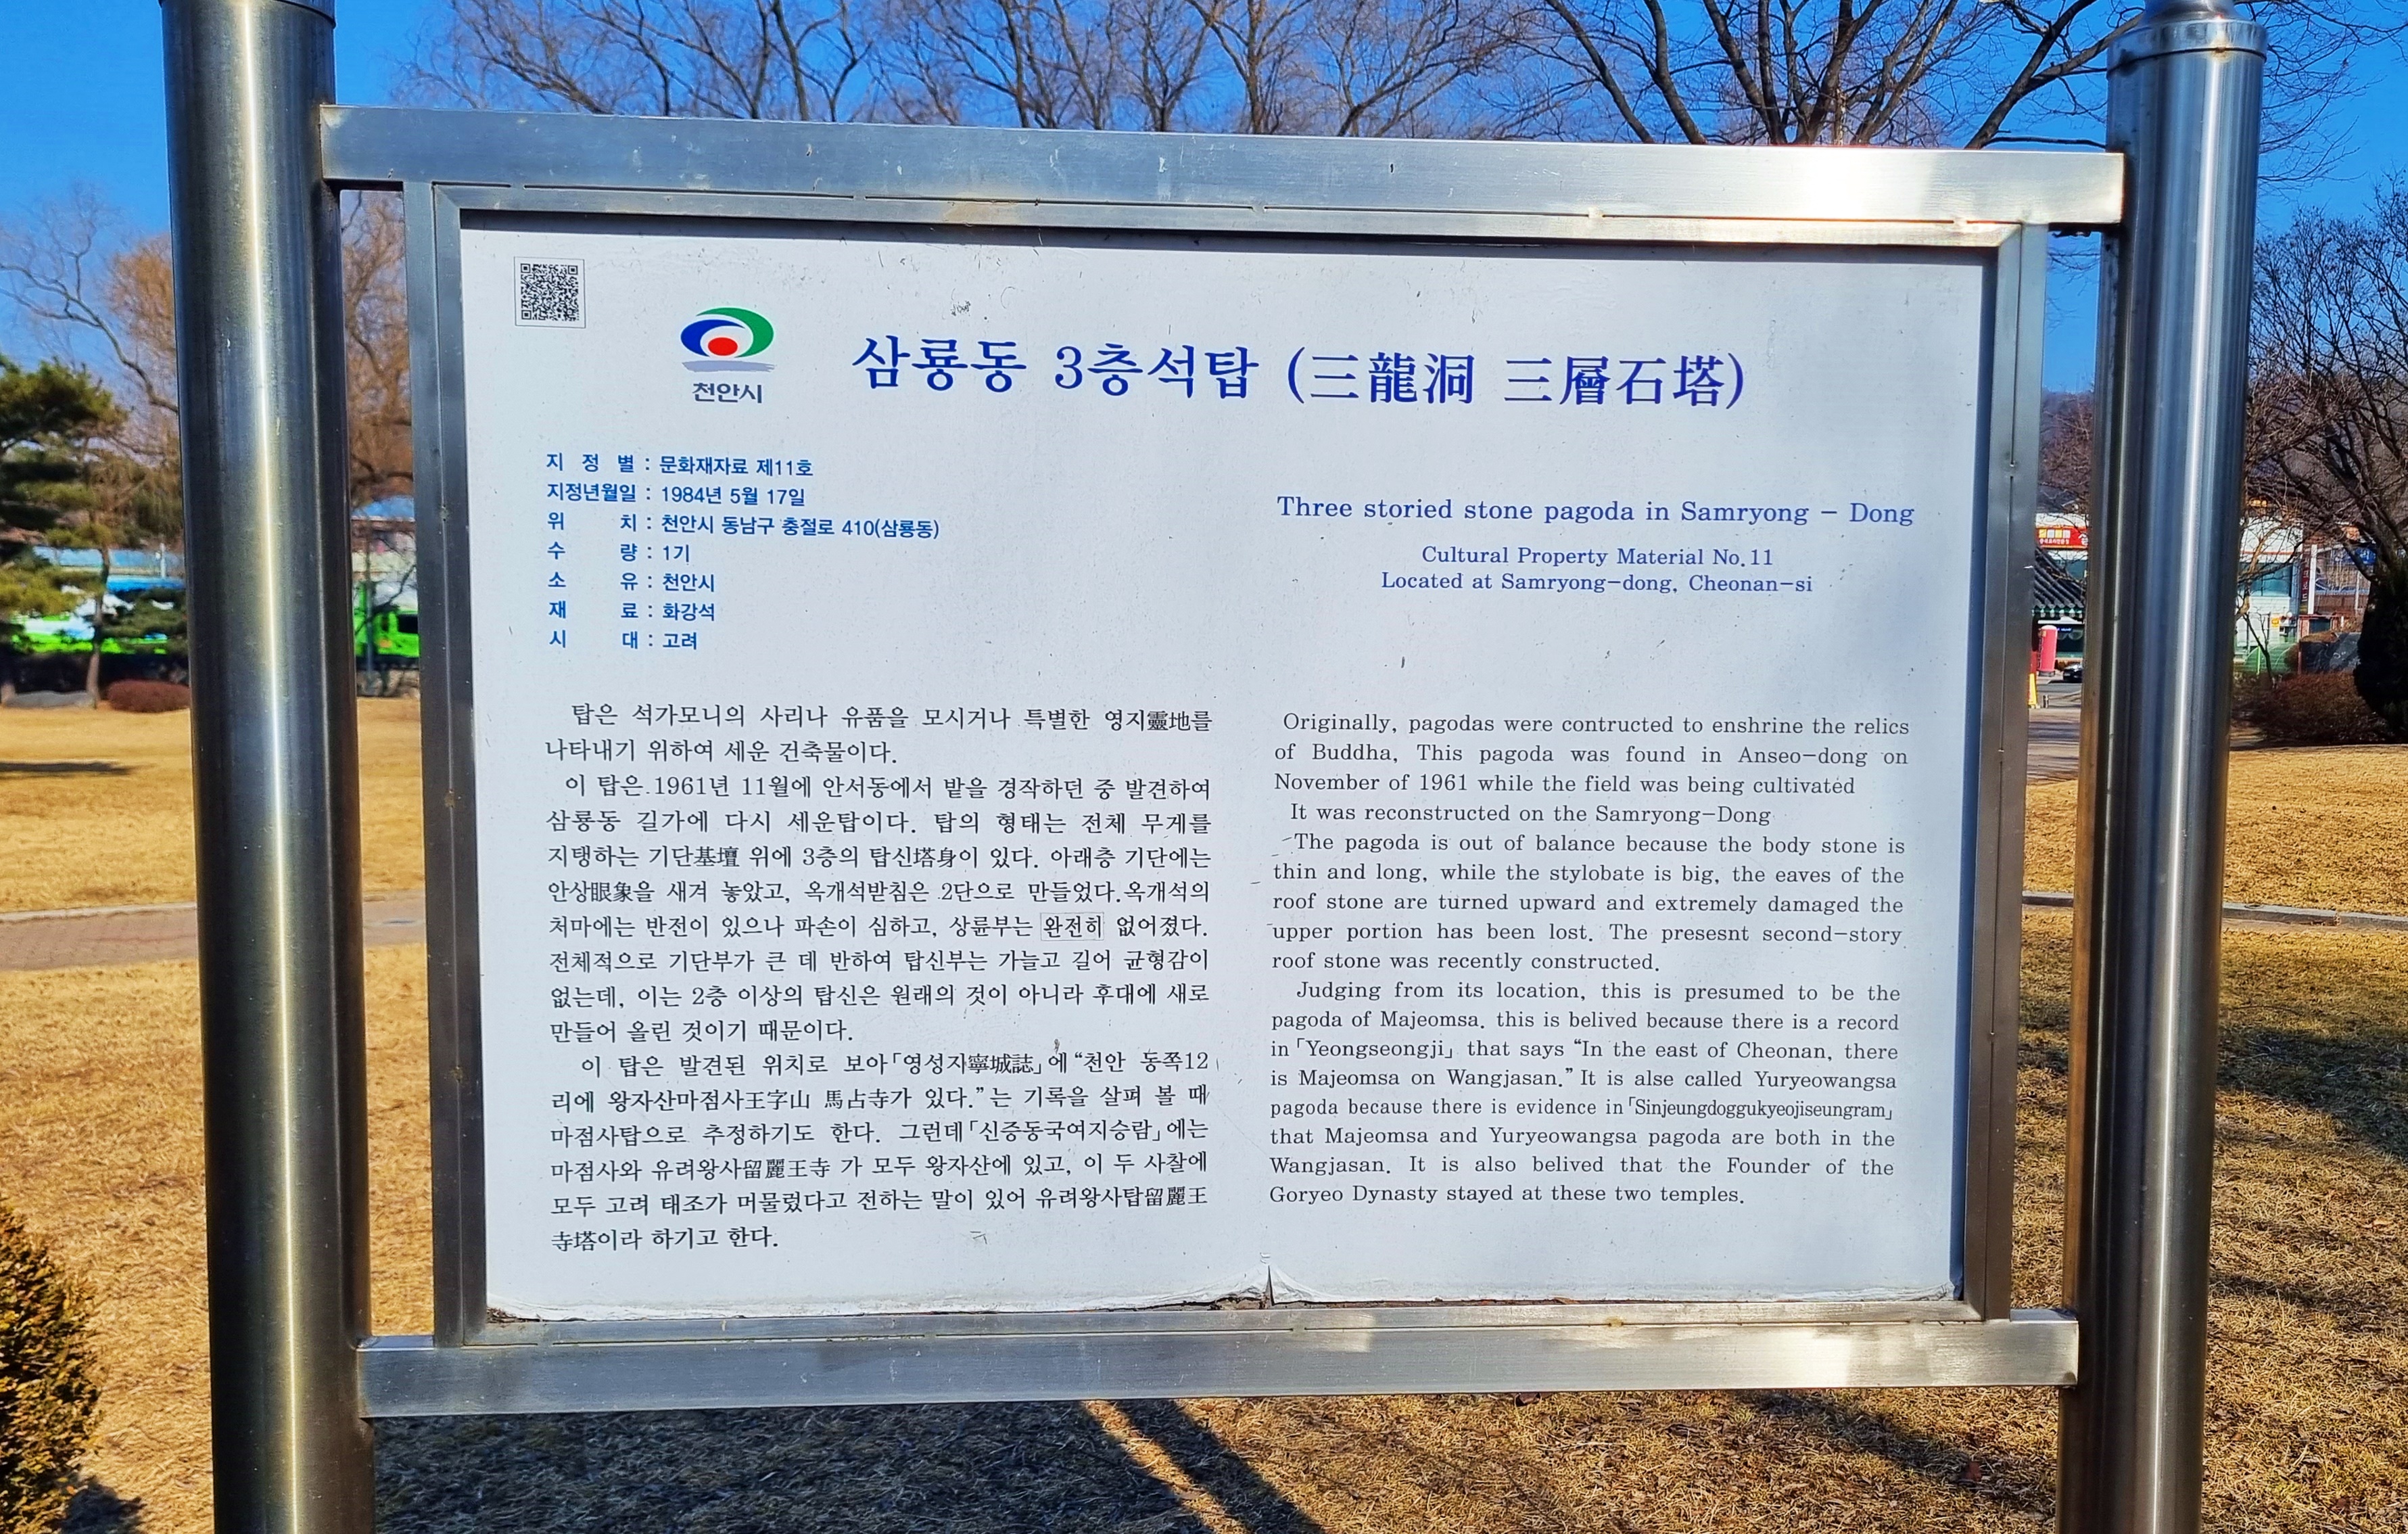 천안시
삼룡동 3층석탑 (三龍洞 三層石塔)
지 정 별 : 문화재자료 제11호
지정년월일 : 1984년 5월 17일
위 치 : 천안시 동남구 충절로 410(삼룡동)
수 량 : 1기
소 유 : 천안시
재 료 : 화강석
시 대 : 고려
탑은 석가모니의 사리나 유품을 모시거나 특별한 영지靈地를
나타내기 위하여 세운 건축물이다.
이 탑은 1961년 11월에 안서동에서 밭을 경작하던 중 발견하여
삼룡동 길가에 다시 세운탑이다. 탑의 형태는 전체 무게를
지탱하는 기단基壇 위에 3층의 탑신塔身이 있다. 아래층 기단에는
안상眼象을 새겨 놓았고, 옥개석받침은 2단으로 만들었다.옥개석의
처마에는 반전이 있으나 파손이 심하고, 상륜부는 완전히 없어졌다.
전체적으로 기단부가 큰 데 반하여 탑신부는 가늘고 길어 균형감이
없는데, 이는 2층 이상의 탑신은 원래의 것이 아니라 후대에 새로
만들어 올린 것이기 때문이다.
이 탑은 발견된 위치로 보아「영성자寧城誌」에 “천안 동쪽12
리에 왕자산마점사王字山 馬占寺가 있다.”는 기록을 살펴 볼 때
마점사탑으로 추정하기도 한다. 그런데「신증동국여지승람」에는
마점사와 유려왕사留麗王寺 가 모두 왕자산에 있고, 이 두 사찰에
모두 고려 태조가 머물렀다고 전하는 말이 있어 유려왕사탑留麗王
寺塔이라 하기고 한다.
Three storied stone pagoda in Samryong - Dong
Cultural Property Material No.11
Located at Samryong-dong, Cheonan-si
Originally, pagodas were contructed to enshrine the relics
of Buddha, This pagoda was found in Anseo-dong on
November of 1961 while the field was being cultivated
It was reconstructed on the Samryong-Dong
The pagoda is out of balance because the body stone is
thin and long, while the stylobate is big, the eaves of the
roof stone are turned upward and extremely damaged the
upper portion has been lost. The presesnt second-story
roof stone was recently constructed.
Judging from its location, this is presumed to be the
pagoda of Majeomsa. this is belived because there is a record
in「Yeongseongji」 that says “In the east of Cheonan, there
is Majeomsa on Wangjasan.” It is alse called Yuryeowangsa
pagoda because there is evidence in「Sinjeungdoggukyeojiseungram」
that Majeomsa and Yuryeowangsa pagoda are both in the
Wangjasan. It is also belived that the Founder of the
Goryeo Dynasty stayed at these two temples.